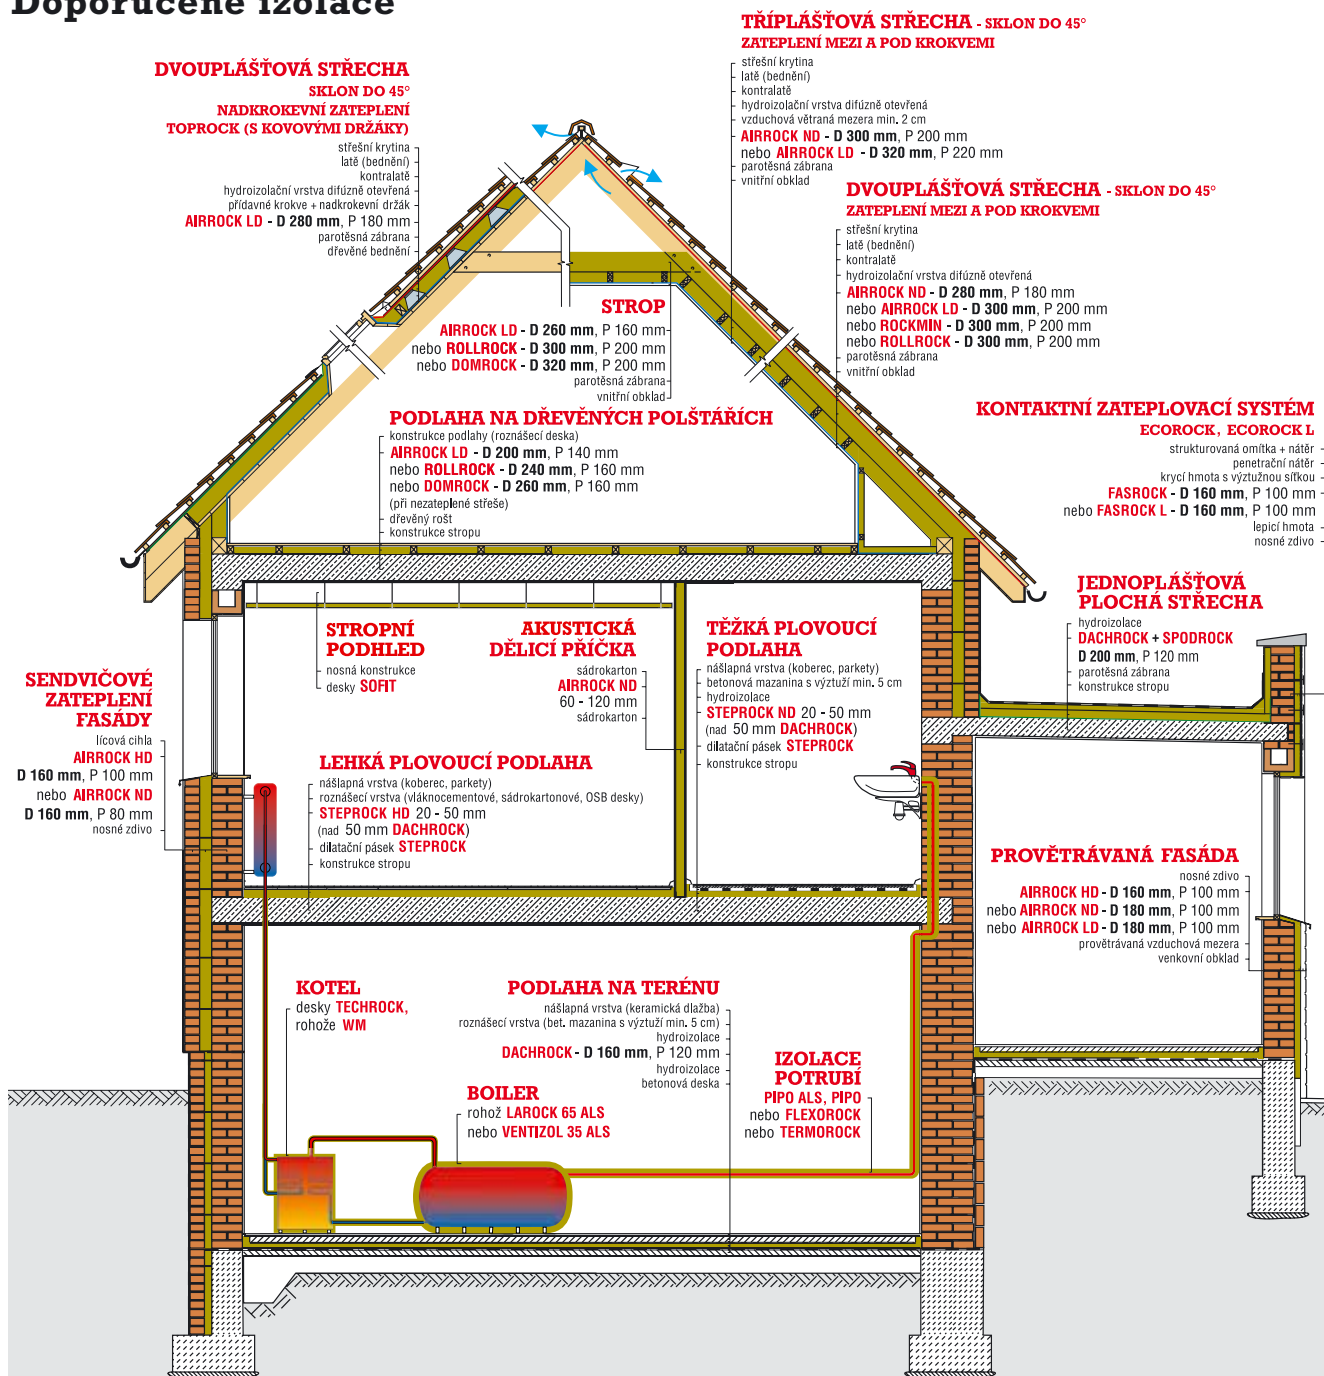 Doporučené izolace
TŘÍPLÁŠŤOVÁ STŘECHA - SKLON DO 45°
ZATEPLENÍ MEZI A POD KROKVEMI
střešní krytina
latě (bednění)
kontralatě
hydroizolační vrstva difúzně otevřená
vzduchová větraná mezera min. 2 cm
AIRROCK ND - D 300 mm, P 200 mm
nebo AIRROCK LD - D 320 mm, P 220 mm
parotěsná zábrana
vnitřní obklad
DVOUPLÁŠŤOVÁ STŘECHA
SKLON DO 45°
NADKROKEVNÍ ZATEPLENÍ
TOPROCK (S KOVOVÝMI DRŽÁKY)
střešní krytina
latě (bednění)
kontralatě
hydroizolační vrstva difúzně otevřená
přídavné krokve + nadkrokevní držák
AIRROCK LD - D 280 mm, P 180 mm
parotěsná zábrana
dřevěné bednění
DVOUPLÁŠŤOVÁ STŘECHA - SKLON DO 45°
ZATEPLENÍ MEZI A POD KROKVEMI
střešní krytina
latě (bednění)
kontralatě
hydroizolační vrstva difúzně otevřená
AIRROCK ND - D 280 mm, P 180 mm
nebo AIRROCK LD - D 300 mm, P 200 mm
nebo ROCKMIN - D 300 mm, P 200 mm
nebo ROLLROCK - D 300 mm, P 200 mm
parotěsná zábrana
vnitřní obklad
STROP
AIRROCK LD - D 260 mm, P 160 mm
nebo ROLLROCK - D 300 mm, P 200 mm
nebo DOMROCK - D 320 mm, P 200 mm
parotěsná zábrana
vnitřní obklad
PODLAHA NA DŘEVĚNÝCH POLŠTÁŘÍCH
konstrukce podlahy (roznášecí deska)
AIRROCK LD - D 200 mm, P 140 mm
nebo ROLLROCK - D 240 mm, P 160 mm
nebo DOMROCK - D 260 mm, P 160 mm
(při nezateplené střeše)
dřevěný rošt
konstrukce stropu
KONTAKTNÍ ZATEPLOVACÍ SYSTÉM
ECOROCK, ECOROCK L
strukturovaná omítka + nátěr
penetrační nátěr
krycí hmota s výztužnou síťkou
FASROCK - D 160 mm, P 100 mm
nebo FASROCK L - D 160 mm, P 100 mm
lepicí hmota
nosné zdivo
JEDNOPLÁŠŤOVÁ
PLOCHÁ STŘECHA
hydroizolace
DACHROCK + SPODROCK
D 200 mm, P 120 mm
parotěsná zábrana
konstrukce stropu
STROPNÍ
PODHLED
nosná konstrukce
desky SOFIT
AKUSTICKÁ
DĚLICÍ PŘÍČKA
sádrokarton
AIRROCK ND
60 - 120 mm
sádrokarton
TĚŽKÁ PLOVOUCÍ
PODLAHA
nášlapná vrstva (koberec, parkety)
betonová mazanina s výztuží min. 5 cm
hydroizolace
STEPROCK ND 20 - 50 mm
(nad 50 mm DACHROCK)
dilatační pásek STEPROCK
konstrukce stropu
SENDVIČOVÉ
ZATEPLENÍ
FASÁDY
lícová cihla
AIRROCK HD
D 160 mm, P 100 mm
nebo AIRROCK ND
D 160 mm, P 80 mm
nosné zdivo
LEHKÁ PLOVOUCÍ PODLAHA
nášlapná vrstva (koberec, parkety)
roznášecí vrstva (vláknocementové, sádrokartonové, OSB desky)
STEPROCK HD 20 - 50 mm
(nad 50 mm DACHROCK)
dilatační pásek STEPROCK
konstrukce stropu
PROVĚTRÁVANÁ FASÁDA
nosné zdivo
AIRROCK HD - D 160 mm, P 100 mm
nebo AIRROCK ND - D 180 mm, P 100 mm
nebo AIRROCK LD - D 180 mm, P 100 mm
provětrávaná vzduchová mezera
venkovní obklad
KOTEL
desky TECHROCK,
rohože WM
PODLAHA NA TERÉNU
nášlapná vrstva (keramická dlažba)
roznášecí vrstva (bet. mazanina s výztuží min. 5 cm)
hydroizolace
DACHROCK - D 160 mm, P 120 mm
hydroizolace
betonová deska
BOILER
rohož LAROCK 65 ALS
nebo VENTIZOL 35 ALS
IZOLACE
POTRUBÍ
PIPO ALS, PIPO
nebo FLEXOROCK
nebo TERMOROCK